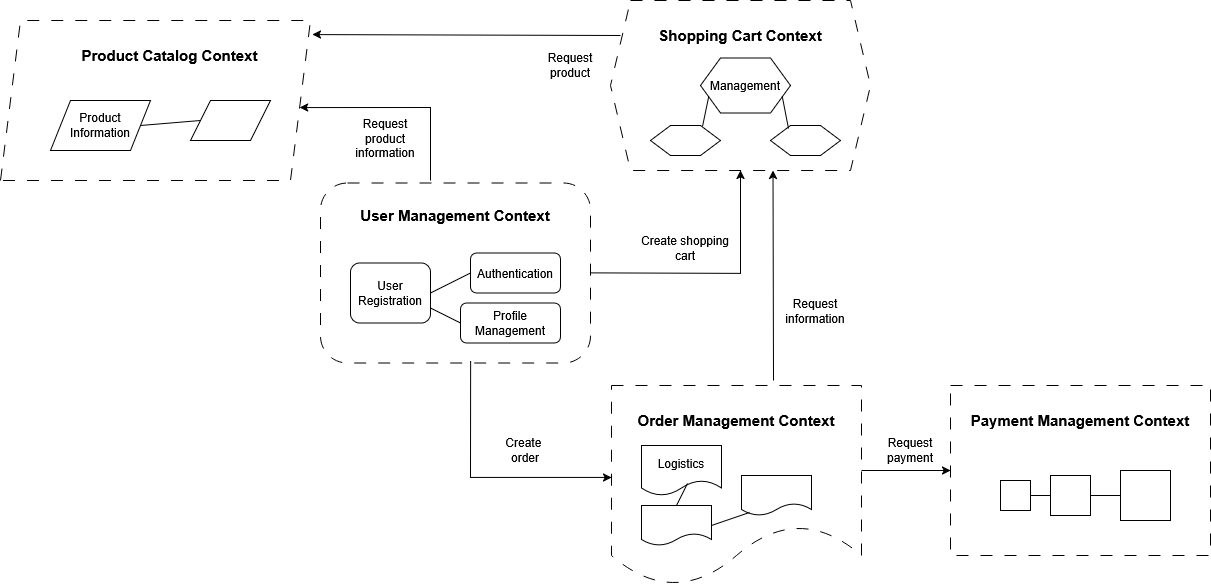 Product Catalog Context
Product
Information
Request
product
Shopping Cart Context
Management
Request
product
information
User Management Context
User
Registration
Authentication
Profile
Management
Create shopping
cart
Request
information
Create
order
Order Management Context
Logistics
Request
payment
Payment Management Context